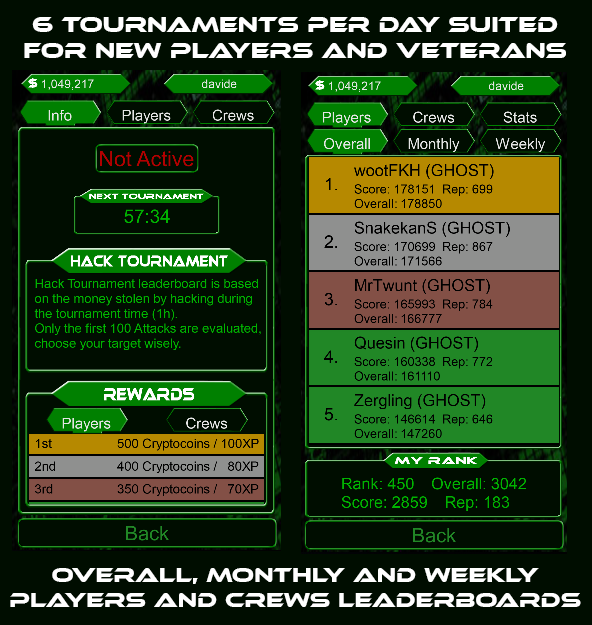 6 TOURNAMENTS PER DAY SUITED
FOR NEW PLAYERS AND VETERANS
$ 1,049,217
davide
Info
Players
Crews
Not Active
NEXT TOURNAMENT
57:34
HACK TOURNAMENT
Hack Tournament leaderboard is based
on the money stolen by hacking during
the tournament time (1h).
Only the first 100 Attacks are evaluated,
choose your target wisely.
REWARDS
Players
Crews
1st 500 Cryptocoins / 100XP
2nd 400 Cryptocoins / 80XP
3rd 350 Cryptocoins / 70XP
Back
$ 1,049,217
davide
Players
Crews
Stats
Overall
Monthly
Weekly
1. wootFKH (GHOST)
Score: 178151 Rep: 699
Overall: 178850
2. SnakekanS (GHOST)
Score: 170699 Rep: 867
Overall: 171566
3. MrTwunt (GHOST)
Score: 165993 Rep: 784
Overall: 166777
4. Quesin (GHOST)
Score: 160338 Rep: 772
Overall: 161110
5. Zergling (GHOST)
Score: 146614 Rep: 646
Overall: 147260
MY RANK
Rank: 450 Overall: 3042
Score: 2859 Rep: 183
Back
OVERALL, MONTHLY AND WEEKLY
PLAYERS AND CREWS LEADERBOARDS